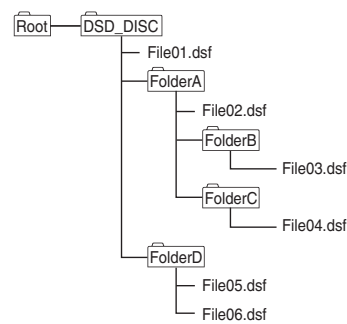 Root DSD_DISC
File01.dsf
FolderA
File02.dsf
FolderB
File03.dsf
FolderC
File04.dsf
FolderD
File05.dsf
File06.dsf